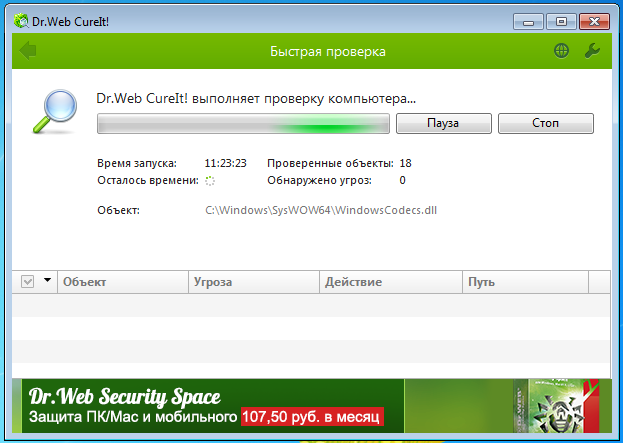 Dr.Web CureIt!
Быстрая проверка
Dr.Web CureIt! выполняет проверку компьютера...
Пауза Стоп
Время запуска: 11:23:23 Проверенные объекты: 18
Осталось времени: Обнаружено угроз: 0
Объект: C:\Windows\SysWOW64\WindowsCodecs.dll
Объект Угроза Действие Путь
Dr.Web Security Space
Защита ПК/Mac и мобильного 107,50 руб. в месяц